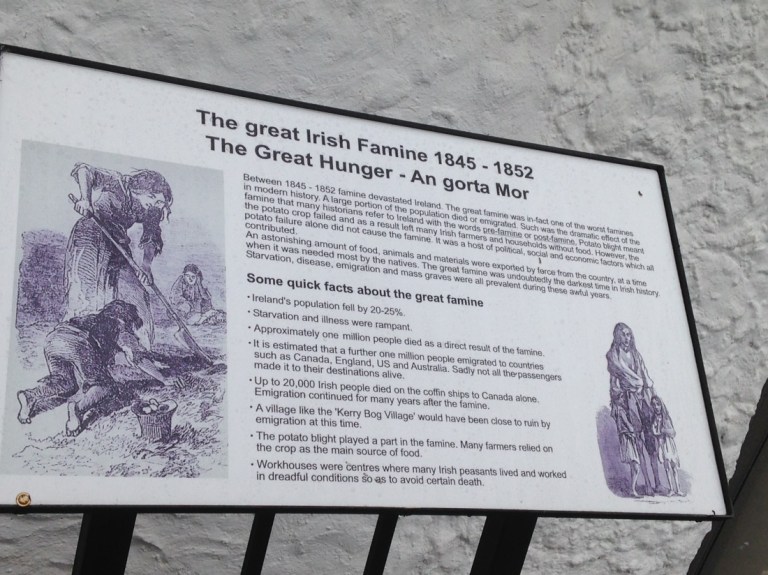 The great Irish Famine 1845 - 1852
The Great Hunger - An gorta Mor
Between 1845 - 1852 famine devastated Ireland. The great famine was in-fact one of the worst famines
in modern history. A large portion of the population died or emigrated. Such was the dramatic effect of the
famine that many historians refer to Ireland with the words pre-famine or post-famine. Potato blight meant
the potato crop failed and as a result left many Irish farmers and households without food. However, the
potato failure alone did not cause the famine. It was a host of political, social and economic factors which all
contributed.
An astonishing amount of food, animals and materials were exported by farce from the country, at a time
when it was needed most by the natives. The great famine was undoubtedly the darkest time in Irish history.
Starvation, disease, emigration and mass graves were all prevalent during these awful years.
Some quick facts about the great famine
• Ireland's population fell by 20-25%.
• Starvation and illness were rampant.
• Approximately one million people died as a direct result of the famine.
• It is estimated that a further one million people emigrated to countries
such as Canada, England, US and Australia. Sadly not all the passengers
made it to their destinations alive.
• Up to 20,000 Irish people died on the coffin ships to Canada alone.
Emigration continued for many years after the famine.
• A village like the 'Kerry Bog Village' would have been close to ruin by
emigration at this time.
• The potato blight played a part in the famine. Many farmers relied on
the crop as the main source of food.
• Workhouses were centres where many Irish peasants lived and worked
in dreadful conditions so as to avoid certain death.